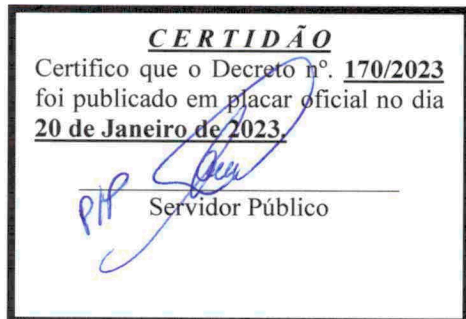 CERTIDÃO
Certifico que o Decreto nº. 170/2023
foi publicado em placar oficial no dia
20 de Janeiro de 2023.
Servidor Público